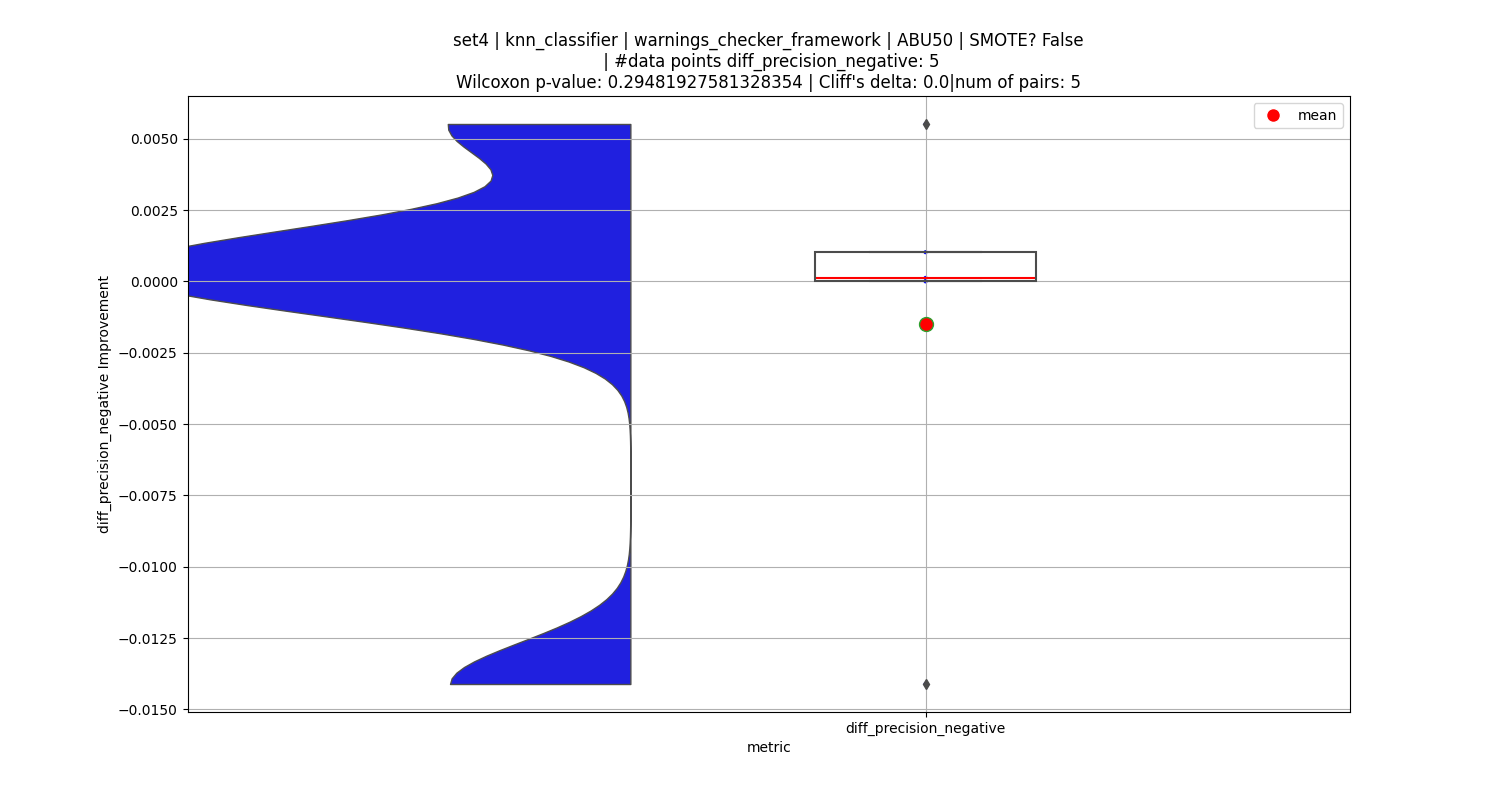 set4 | knn_classifier | warnings_checker_framework | ABU50 | SMOTE? False
| #data points diff_precision_negative: 5
Wilcoxon p-value: 0.29481927581328354 | Cliff's delta: 0.0|num of pairs: 5
mean
0.0050
0.0025
0.0000
−0.0025
−0.0050
−0.0075
−0.0100
−0.0125
−0.0150
diff_precision_negative Improvement
diff_precision_negative
metric